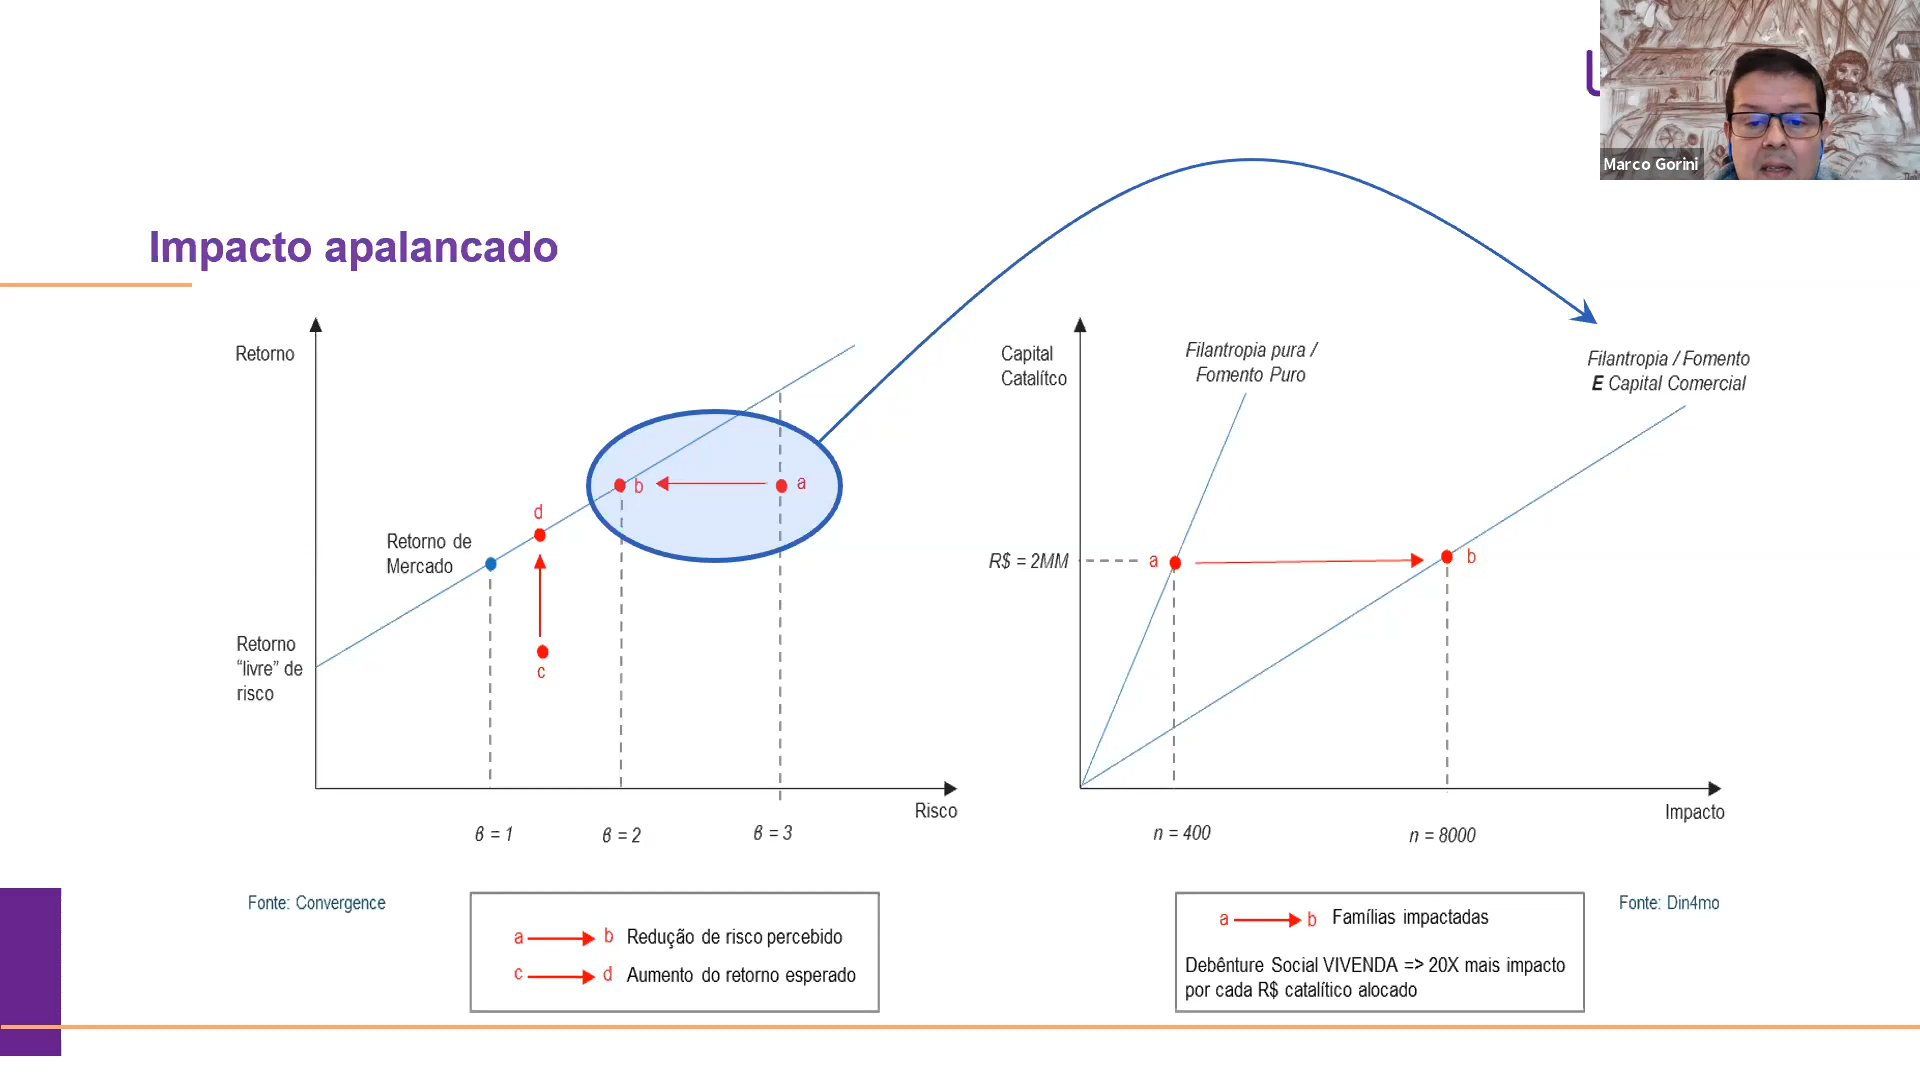 Marco Gorini
Impacto apalancado
Retorno
a
b
d
Retorno de
Mercado
c
Retorno
“livre” de
risco
Risco
β = 1
β = 2
β = 3
Fonte: Convergence
a b Redução de risco percebido
c d Aumento do retorno esperado
Capital
Catalítco
Filantropia pura /
Fomento Puro
Filantropia / Fomento
E Capital Comercial
R$ = 2MM
a
b
Impacto
n = 400
n = 8000
a b Famílias impactadas
Debênture Social VIVENDA => 20X mais impacto
por cada R$ catalítico alocado
Fonte: Din4mo